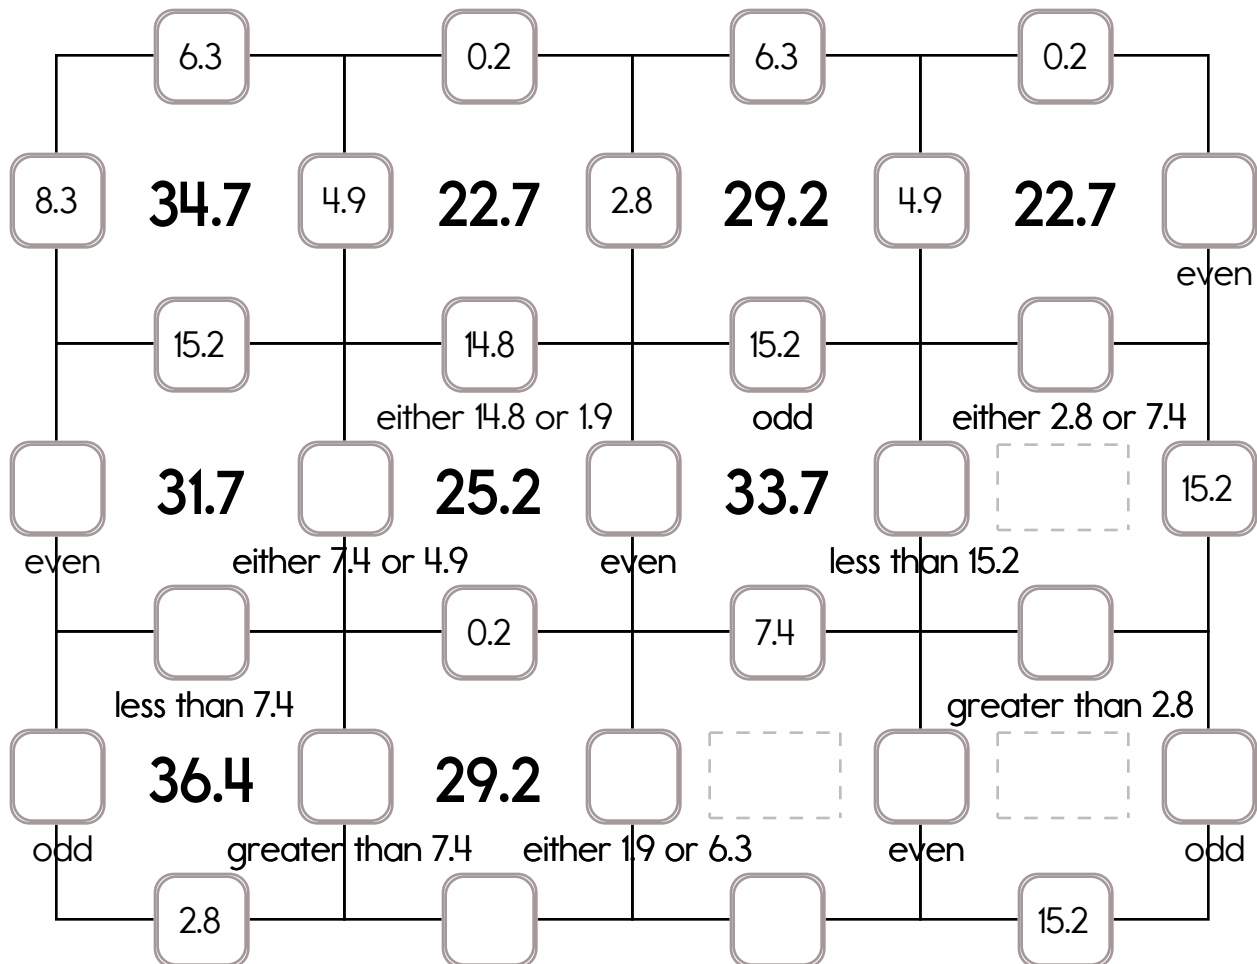 6.3 0.2 6.3 0.2
8.3 34.7 4.9 22.7 2.8 29.2 4.9 22.7
even
15.2 14.8 15.2
either 14.8 or 1.9 odd either 2.8 or 7.4
31.7 25.2 33.7 15.2
even either 7.4 or 4.9 even less than 15.2
0.2 7.4
less than 7.4 greater than 2.8
36.4 29.2
odd greater than 7.4 either 1.9 or 6.3 even odd
2.8 15.2